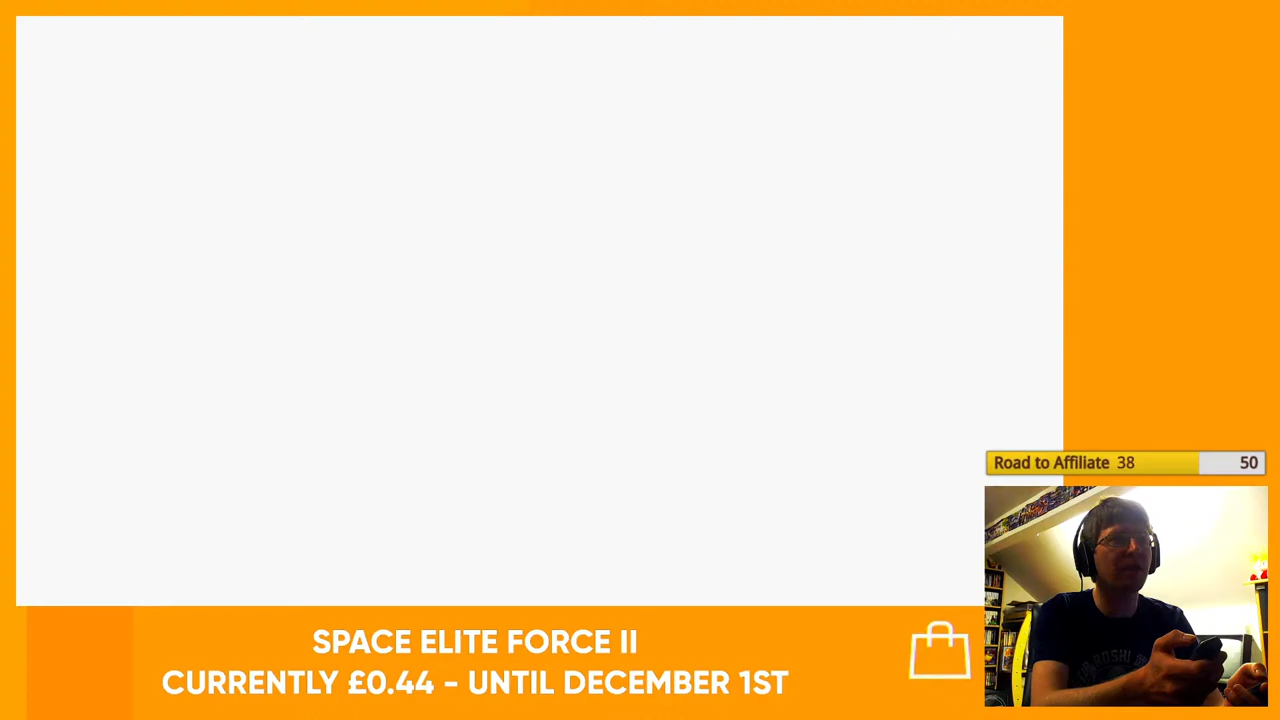 Road to Affiliate 38 50
SPACE ELITE FORCE II
CURRENTLY £0.44 - UNTIL DECEMBER 1ST